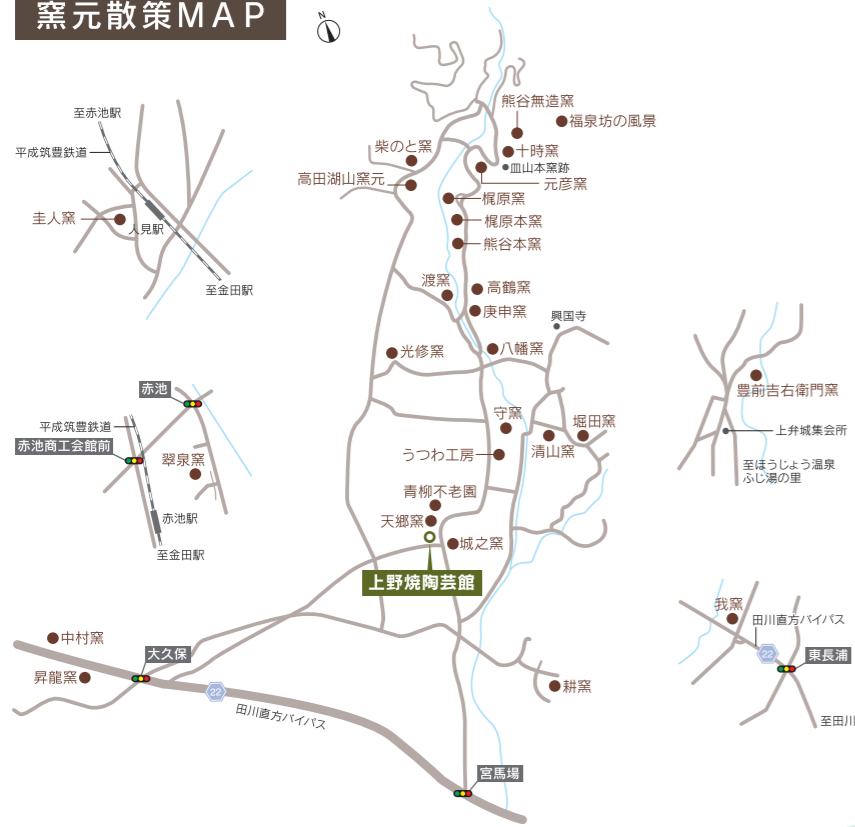 窯元散策MAP
N
至赤池駅
平成筑豊鉄道
圭人窯
人見駅
至金田駅
熊谷無造窯
福泉坊の風景
柴のと窯
十時窯
皿山本窯跡
高田湖山窯元
元彦窯
梶原窯
梶原本窯
熊谷本窯
渡窯
高鶴窯
庚申窯
興国寺
光修窯
八幡窯
豊前吉右衛門窯
上弁城集会所
至ほうじょう温泉
ふじ湯の里
赤池
平成筑豊鉄道
赤池商工会館前
翠泉窯
赤池駅
至金田駅
守窯
堀田窯
うつわ工房
清山窯
青柳不老園
天郷窯
城之窯
上野焼陶芸館
我窯
田川直方バイパス
22
東長浦
至田川
中村窯
大久保
昇龍窯
22
田川直方バイパス
耕窯
宮馬場